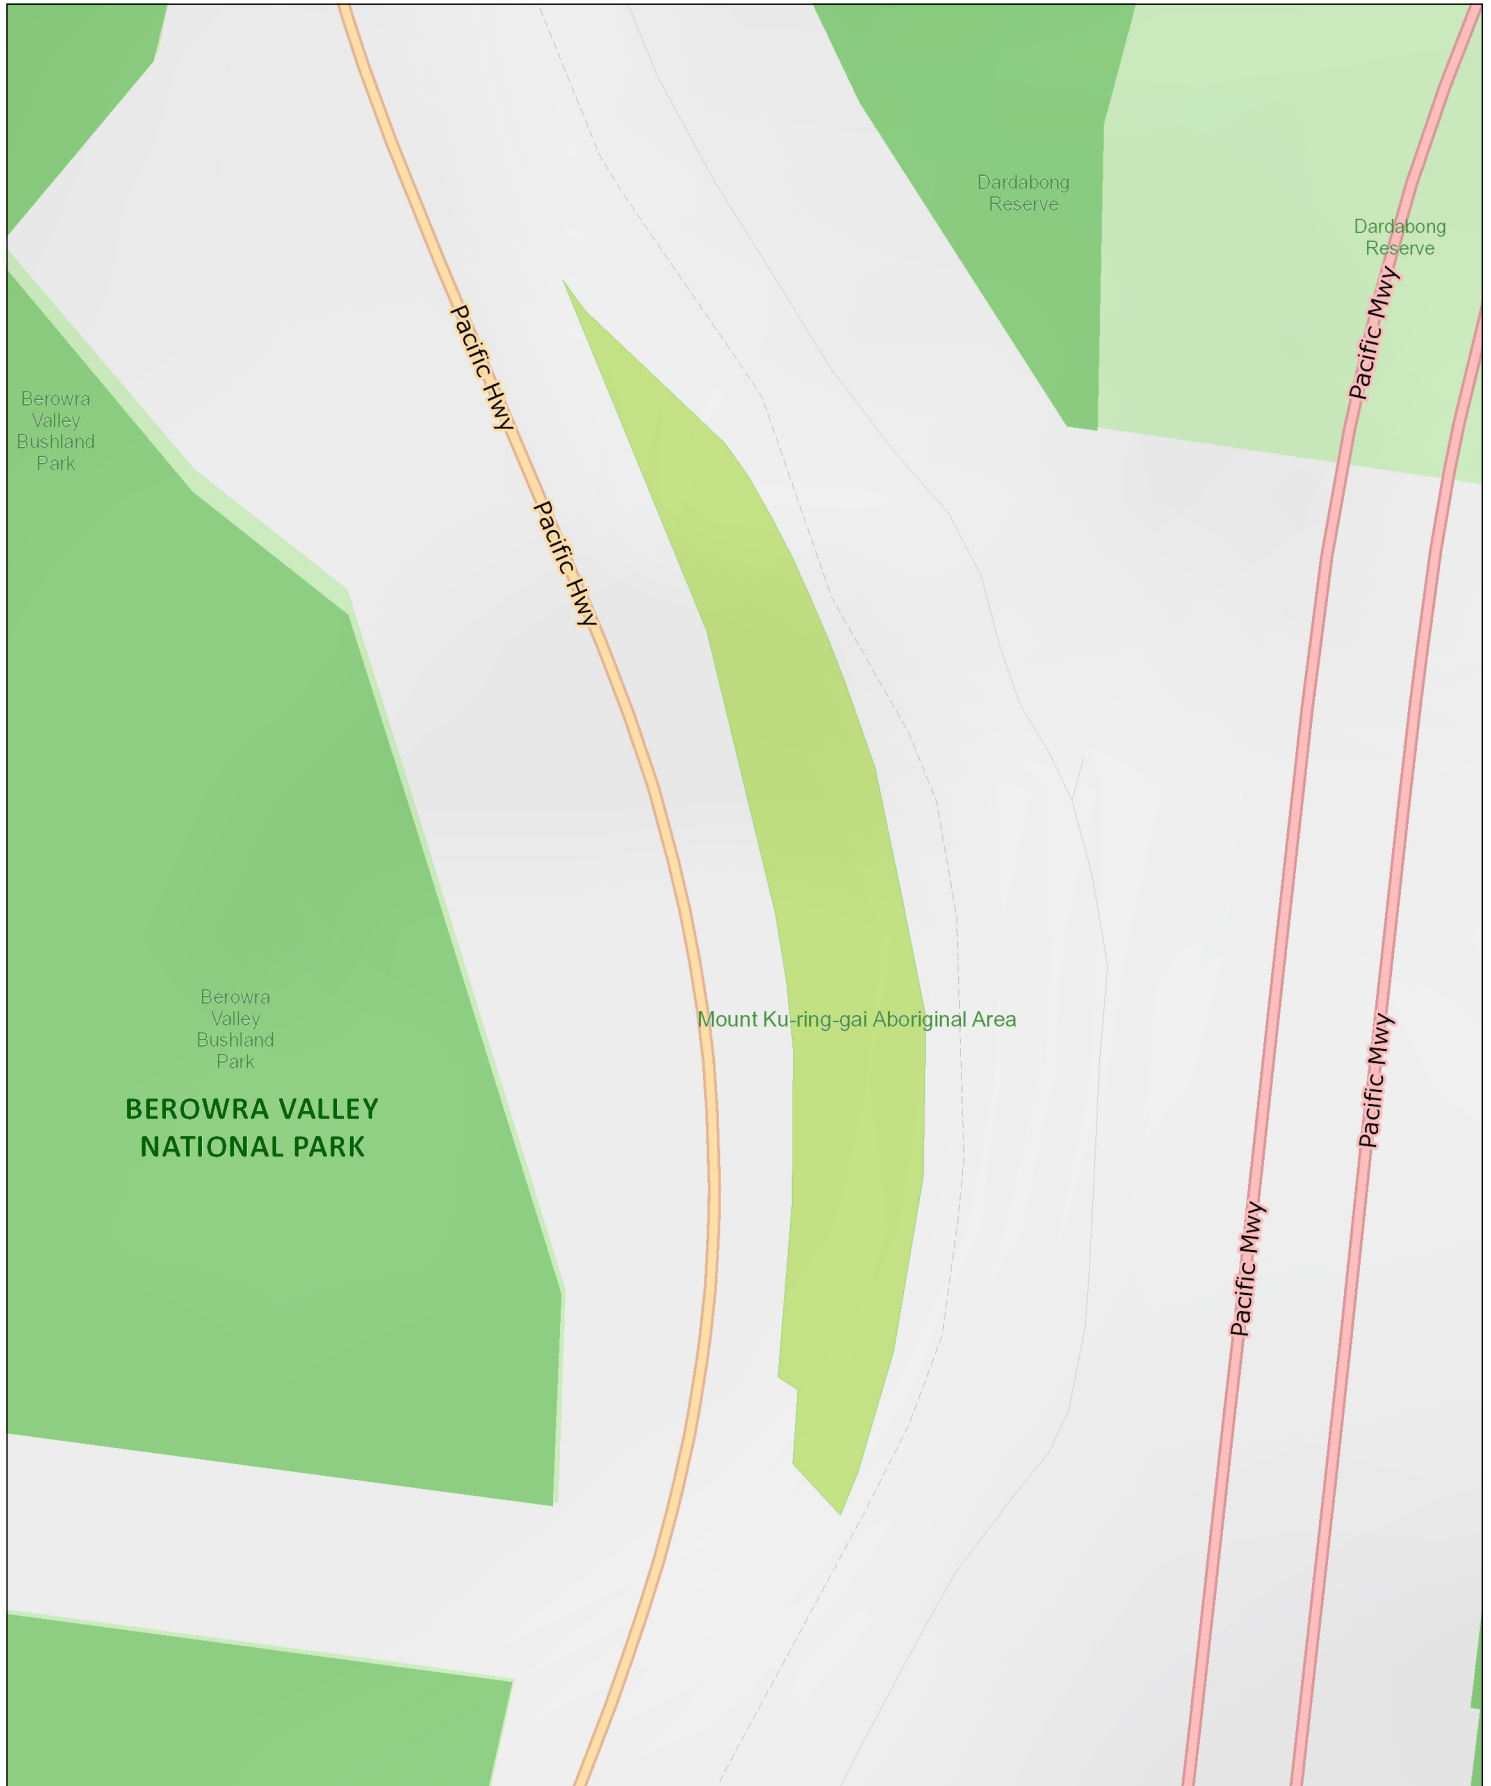 Dardabong
Reserve
Dardabong
Reserve
Pacific Mwy
Pacific Hwy
Berowra
Valley
Bushland
Park
Pacific Hwy
Berowra
Valley
Bushland
Park
Mount Ku-ring-gai Aboriginal Area
Pacific Mwy
BEROWRA VALLEY
NATIONAL PARK
Pacific Mwy